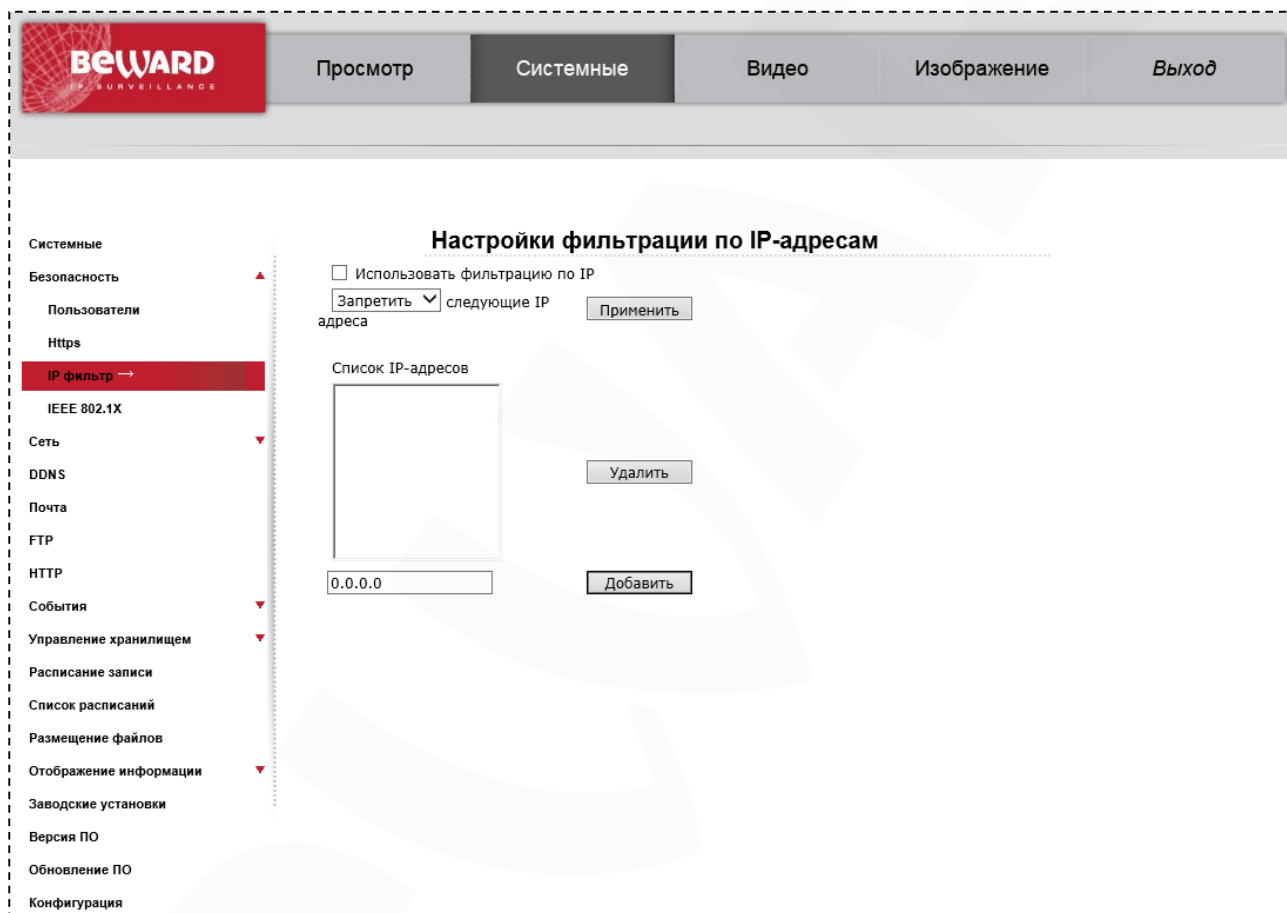 BEWARD
IP SURVEILLANCE
Просмотр
Системные
Видео
Изображение
Выход
Системные
Безопасность
Пользователи
Https
IP фильтр →
IEEE 802.1X
Сеть
DDNS
Почта
FTP
HTTP
События
Управление хранилищем
Расписание записи
Список расписаний
Размещение файлов
Отображение информации
Заводские установки
Версия ПО
Обновление ПО
Конфигурация
Настройки фильтрации по IP-адресам
Использовать фильтрацию по IP
Запретить следующие IP
адреса
Применить
Список IP-адресов
Удалить
0.0.0.0
Добавить